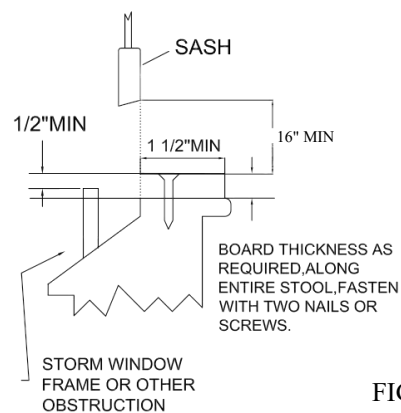 SASH
1/2"MIN
1 1/2"MIN
16" MIN
BOARD THICKNESS AS
REQUIRED,ALONG
ENTIRE STOOL,FASTEN
WITH TWO NAILS OR
SCREWS.
STORM WINDOW
FRAME OR OTHER
OBSTRUCTION
FIG